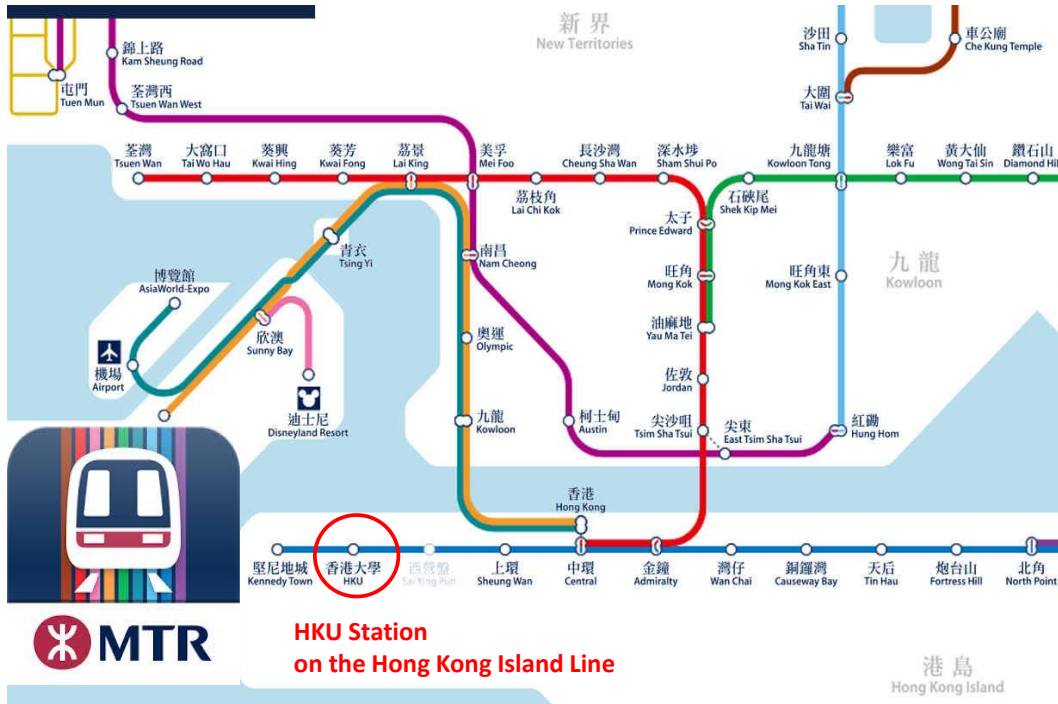 新界
New Territories
沙田
Sha Tin
車公廟
Che Kung Temple
錦上路
Kam Sheung Road
屯門
Tuen Mun
荃灣西
Tsuen Wan West
大圍
Tai Wai
荃灣
Tsuen Wan
大窩口
Tai Wo Hau
葵興
Kwai Hing
葵芳
Kwai Fong
荔景
Lai King
美孚
Mei Foo
長沙灣
Cheung Sha Wan
深水埗
Sham Shui Po
九龍塘
Kowloon Tong
樂富
Lok Fu
黃大仙
Wong Tai Sin
鑽石山
Diamond Hil
荔枝角
Lai Chi Kok
石硤尾
Shek Kip Mei
太子
Prince Edward
青衣
Tsing Yi
南昌
Nam Cheong
旺角
Mong Kok
旺角東
Mong Kok East
九龍
Kowloon
博覽館
AsiaWorld-Expo
欣澳
Sunny Bay
奧運
Olympic
油麻地
Yau Ma Tei
機場
Airport
佐敦
Jordan
迪士尼
Disneyland Resort
九龍
Kowloon
柯士甸
Austin
尖沙咀
Tsim Sha Tsui
尖東
East Tsim Sha Tsui
紅磡
Hung Hom
香港
Hong Kong
堅尼地城
Kennedy Town
香港大學
HKU
西營盤
Sai Ying Pun
上環
Sheung Wan
中環
Central
金鐘
Admiralty
灣仔
Wan Chai
銅鑼灣
Causeway Bay
天后
Tin Hau
炮台山
Fortress Hill
北角
North Point
MTR
HKU Station
on the Hong Kong Island Line
港島
Hong Kong Island